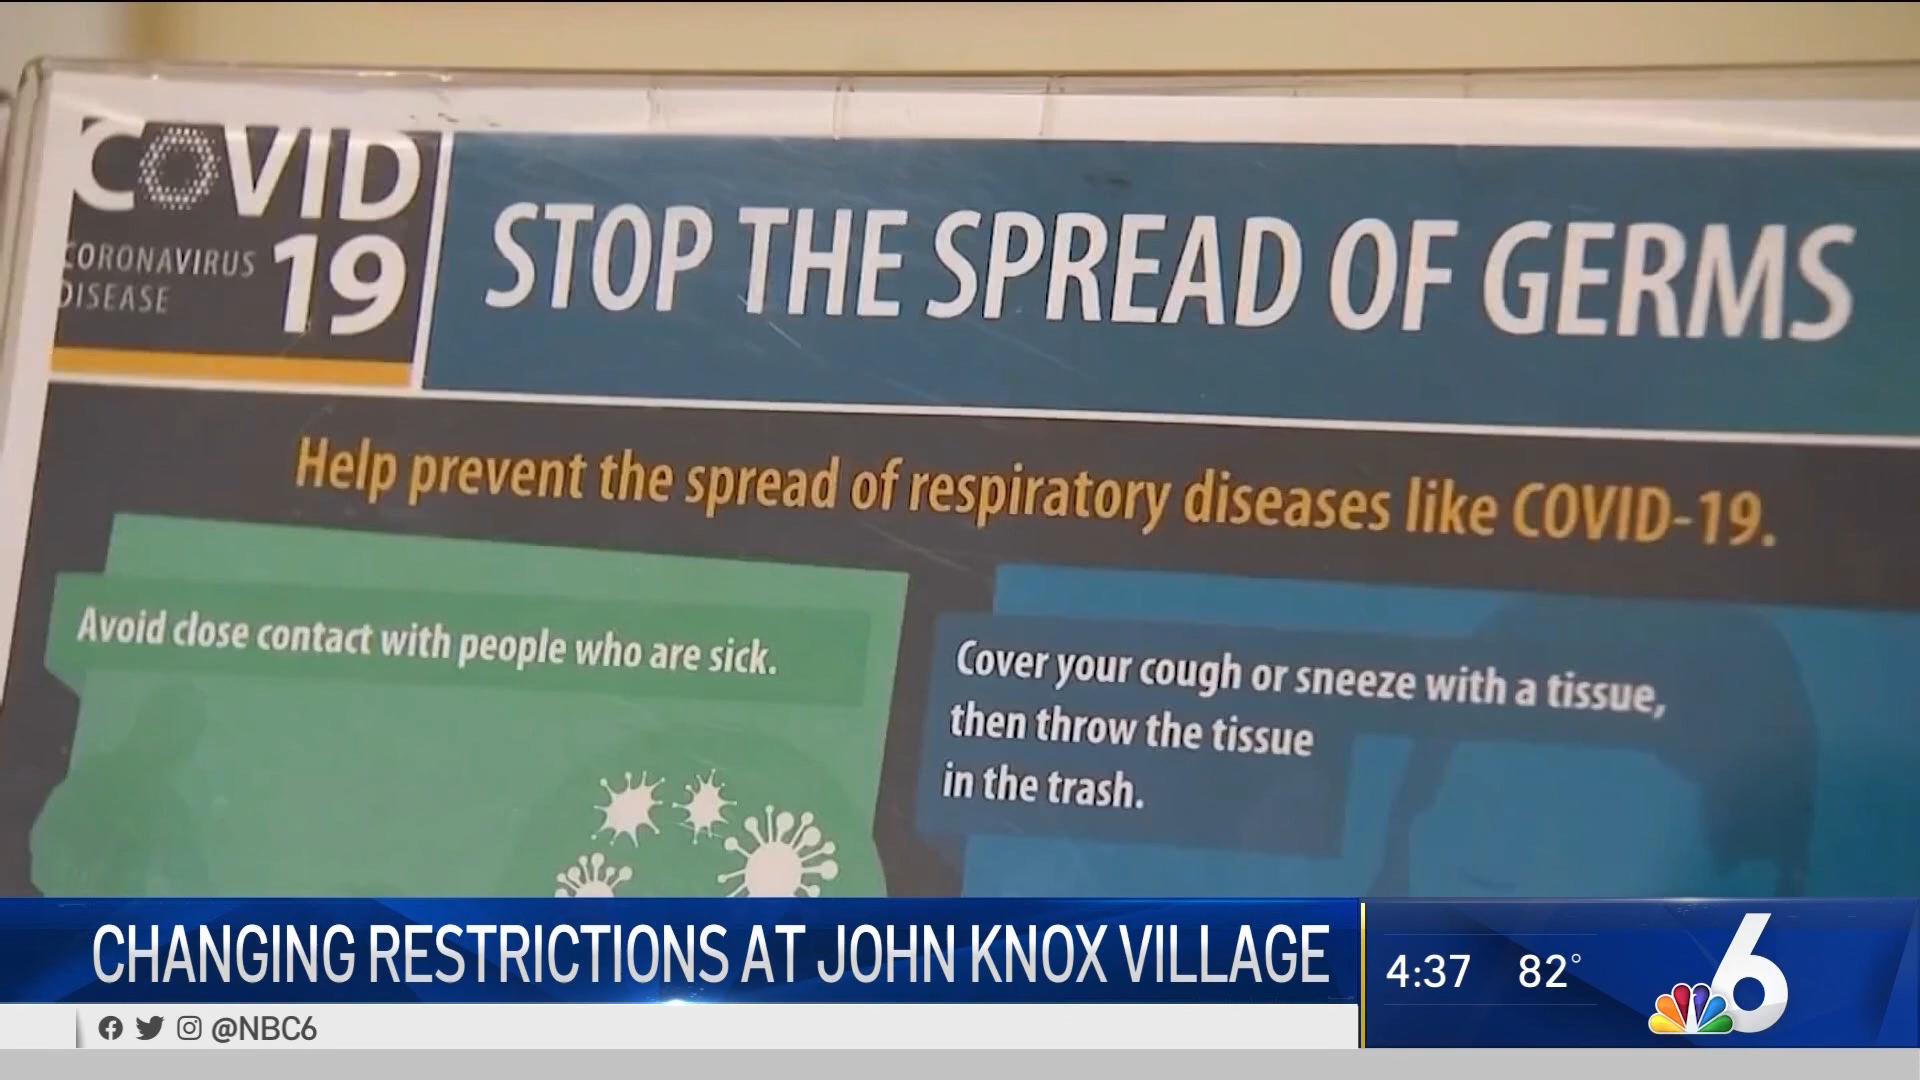 COVID
CORONAVIRUS
DISEASE
19
STOP THE SPREAD OF GERMS
Help prevent the spread of respiratory diseases like COVID-19.
Avoid close contact with people who are sick.
Cover your cough or sneeze with a tissue,
then throw the tissue
in the trash.
CHANGING RESTRICTIONS AT JOHN KNOX VILLAGE
4:37 82°
6
@NBC6